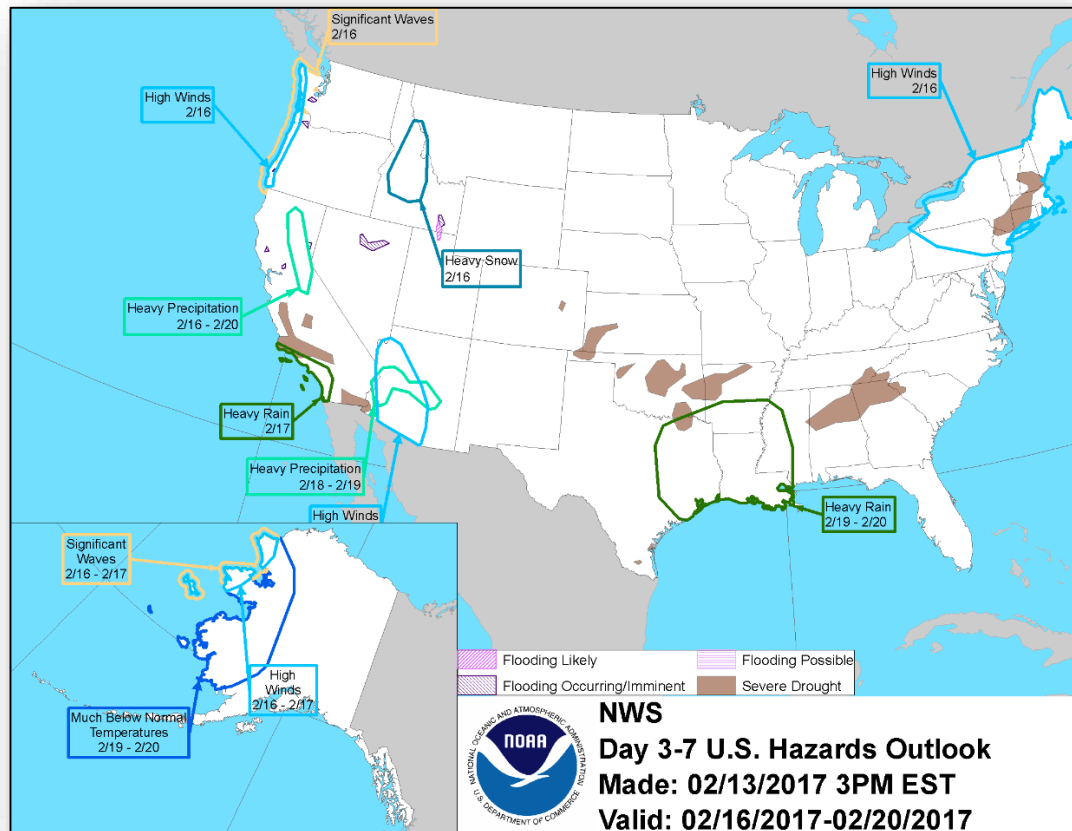 Significant Waves
2/16
High Winds
2/16
High Winds
2/16
Heavy Snow
2/16
Heavy Precipitation
2/16 - 2/20
Heavy Rain
2/17
Heavy Precipitation
2/18 - 2/19
High Winds
Heavy Rain
2/19 - 2/20
Significant
Waves
2/16 - 2/17
High
Winds
2/16 - 2/17
Much Below Normal
Temperatures
2/19 - 2/20
Flooding Likely
Flooding Possible
Flooding Occurring/Imminent
Severe Drought
NATIONAL OCEANIC AND ATMOSPHERIC ADMINISTRATION
NOAA
U.S. DEPARTMENT OF COMMERCE
NWS
Day 3-7 U.S. Hazards Outlook
Made: 02/13/2017 3PM EST
Valid: 02/16/2017-02/20/2017